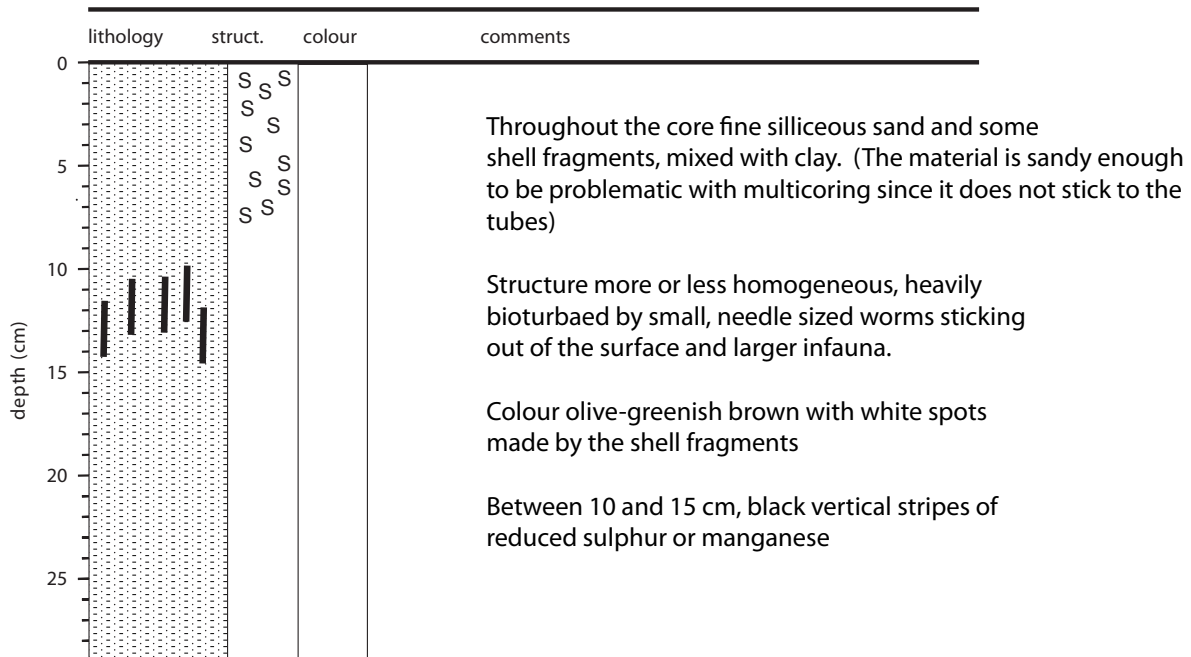 lithology struct. colour comments
0
S S
S
S
S
S
5 S
S S
S S
10
15
20
25
depth (cm)
Throughout the core fine silliceous sand and some
shell fragments, mixed with clay. (The material is sandy enough
to be problematic with multicoring since it does not stick to the
tubes)
Structure more or less homogeneous, heavily
bioturbaed by small, needle sized worms sticking
out of the surface and larger infauna.
Colour olive-greenish brown with white spots
made by the shell fragments
Between 10 and 15 cm, black vertical stripes of
reduced sulphur or manganese